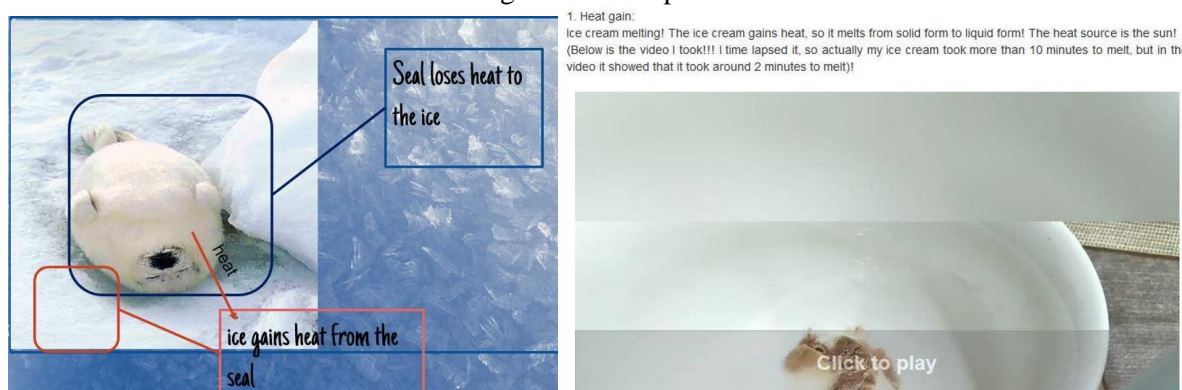 Seal loses heat to
the ice
heat
ice gains heat from the
seal
1. Heat gain:
Ice cream melting! The ice cream gains heat, so it melts from solid form to liquid form! The heat source is the sun!
(Below is the video I took!!! I time lapsed it, so actually my ice cream took more than 10 minutes to melt, but in
video it showed that it took around 2 minutes to melt)!
Click to play